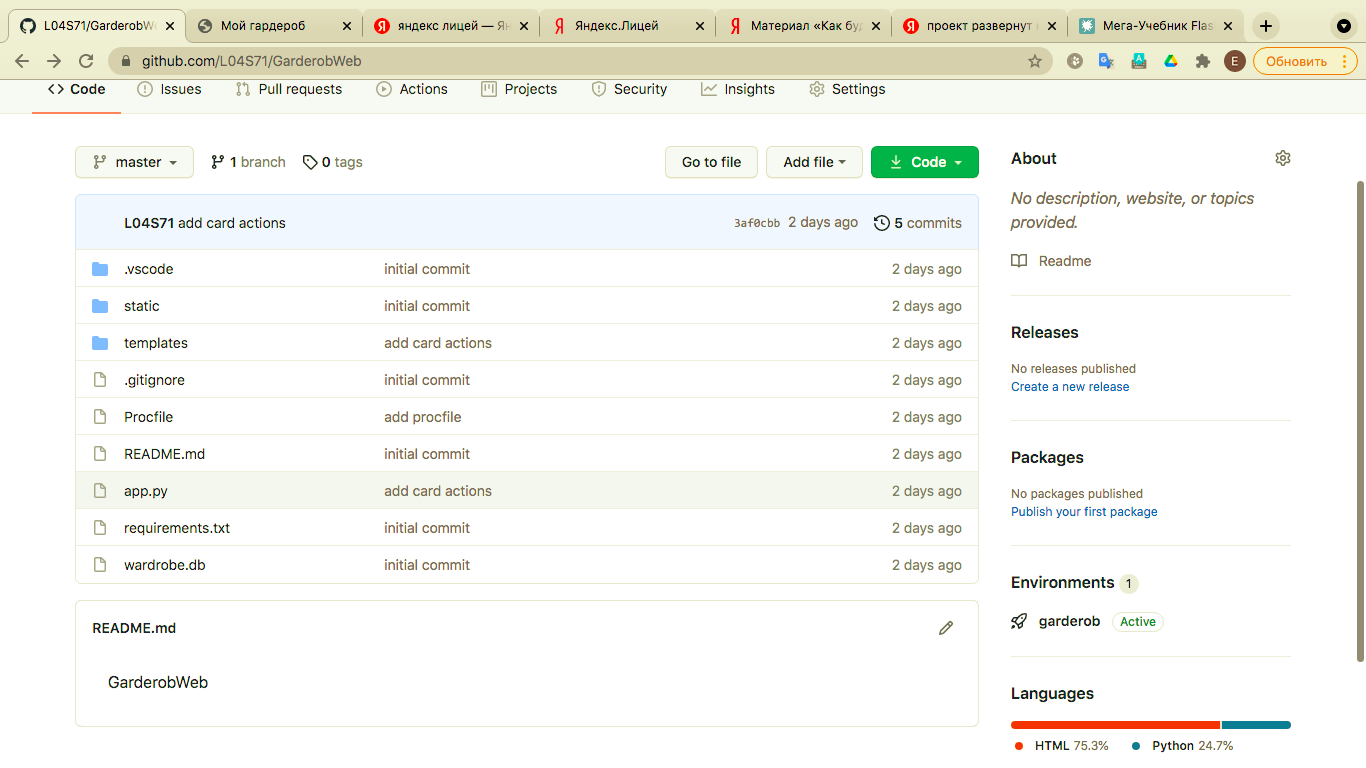 L04S71/GarderobW
Мой гардероб
яндекс лицей — Ян
Яндекс.Лицей
Материал «Как бу
проект развернут
Мега-Учебник Flas
github.com/L04S71/GarderobWeb
E
Обновить
Code
Issues
Pull requests
Actions
Projects
Security
Insights
Settings
master
1 branch
0 tags
Go to file
Add file
Code
L04S71 add card actions
3af0cbb 2 days ago
5 commits
.vscode initial commit 2 days ago
static initial commit 2 days ago
templates add card actions 2 days ago
.gitignore initial commit 2 days ago
Procfile add procfile 2 days ago
README.md initial commit 2 days ago
app.py add card actions 2 days ago
requirements.txt initial commit 2 days ago
wardrobe.db initial commit 2 days ago
README.md
GarderobWeb
About
No description, website, or topics
provided.
Readme
Releases
No releases published
Create a new release
Packages
No packages published
Publish your first package
Environments 1
garderob Active
Languages
HTML 75.3% Python 24.7%